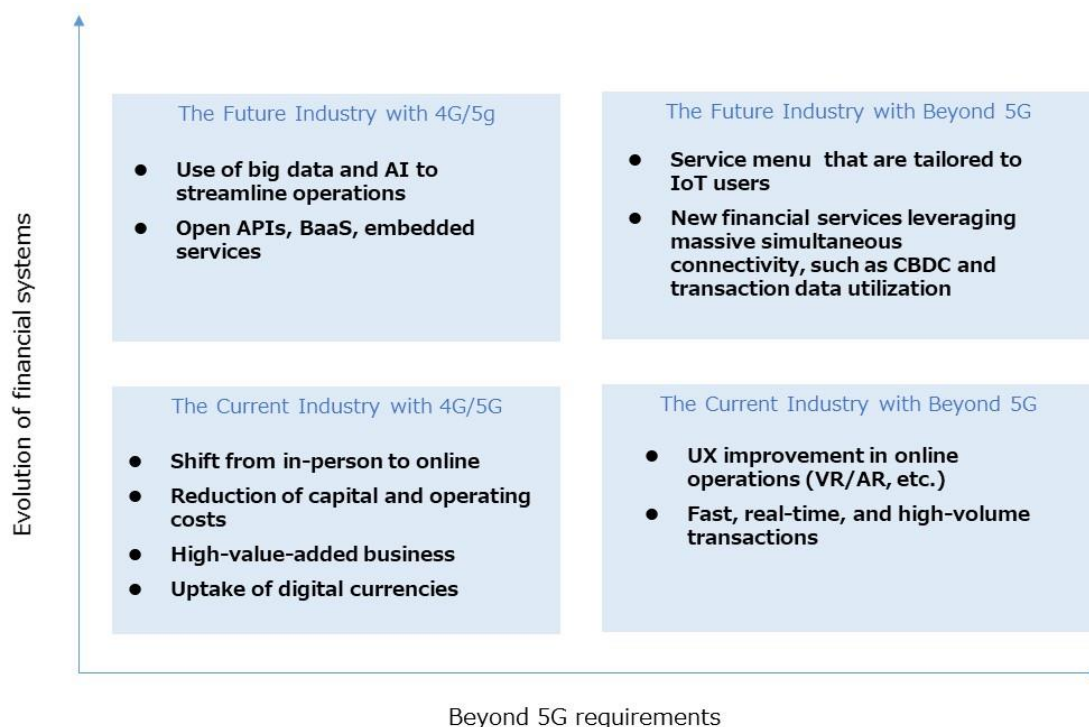 Evolution of financial systems
The Future Industry with 4G/5g
● Use of big data and AI to
streamline operations
● Open APIs, BaaS, embedded
services
The Future Industry with Beyond 5G
● Service menu that are tailored to
IoT users
● New financial services leveraging
massive simultaneous
connectivity, such as CBDC and
transaction data utilization
The Current Industry with 4G/5G
● Shift from in-person to online
● Reduction of capital and operating
costs
● High-value-added business
● Uptake of digital currencies
The Current Industry with Beyond 5G
● UX improvement in online
operations (VR/AR, etc.)
● Fast, real-time, and high-volume
transactions
Beyond 5G requirements